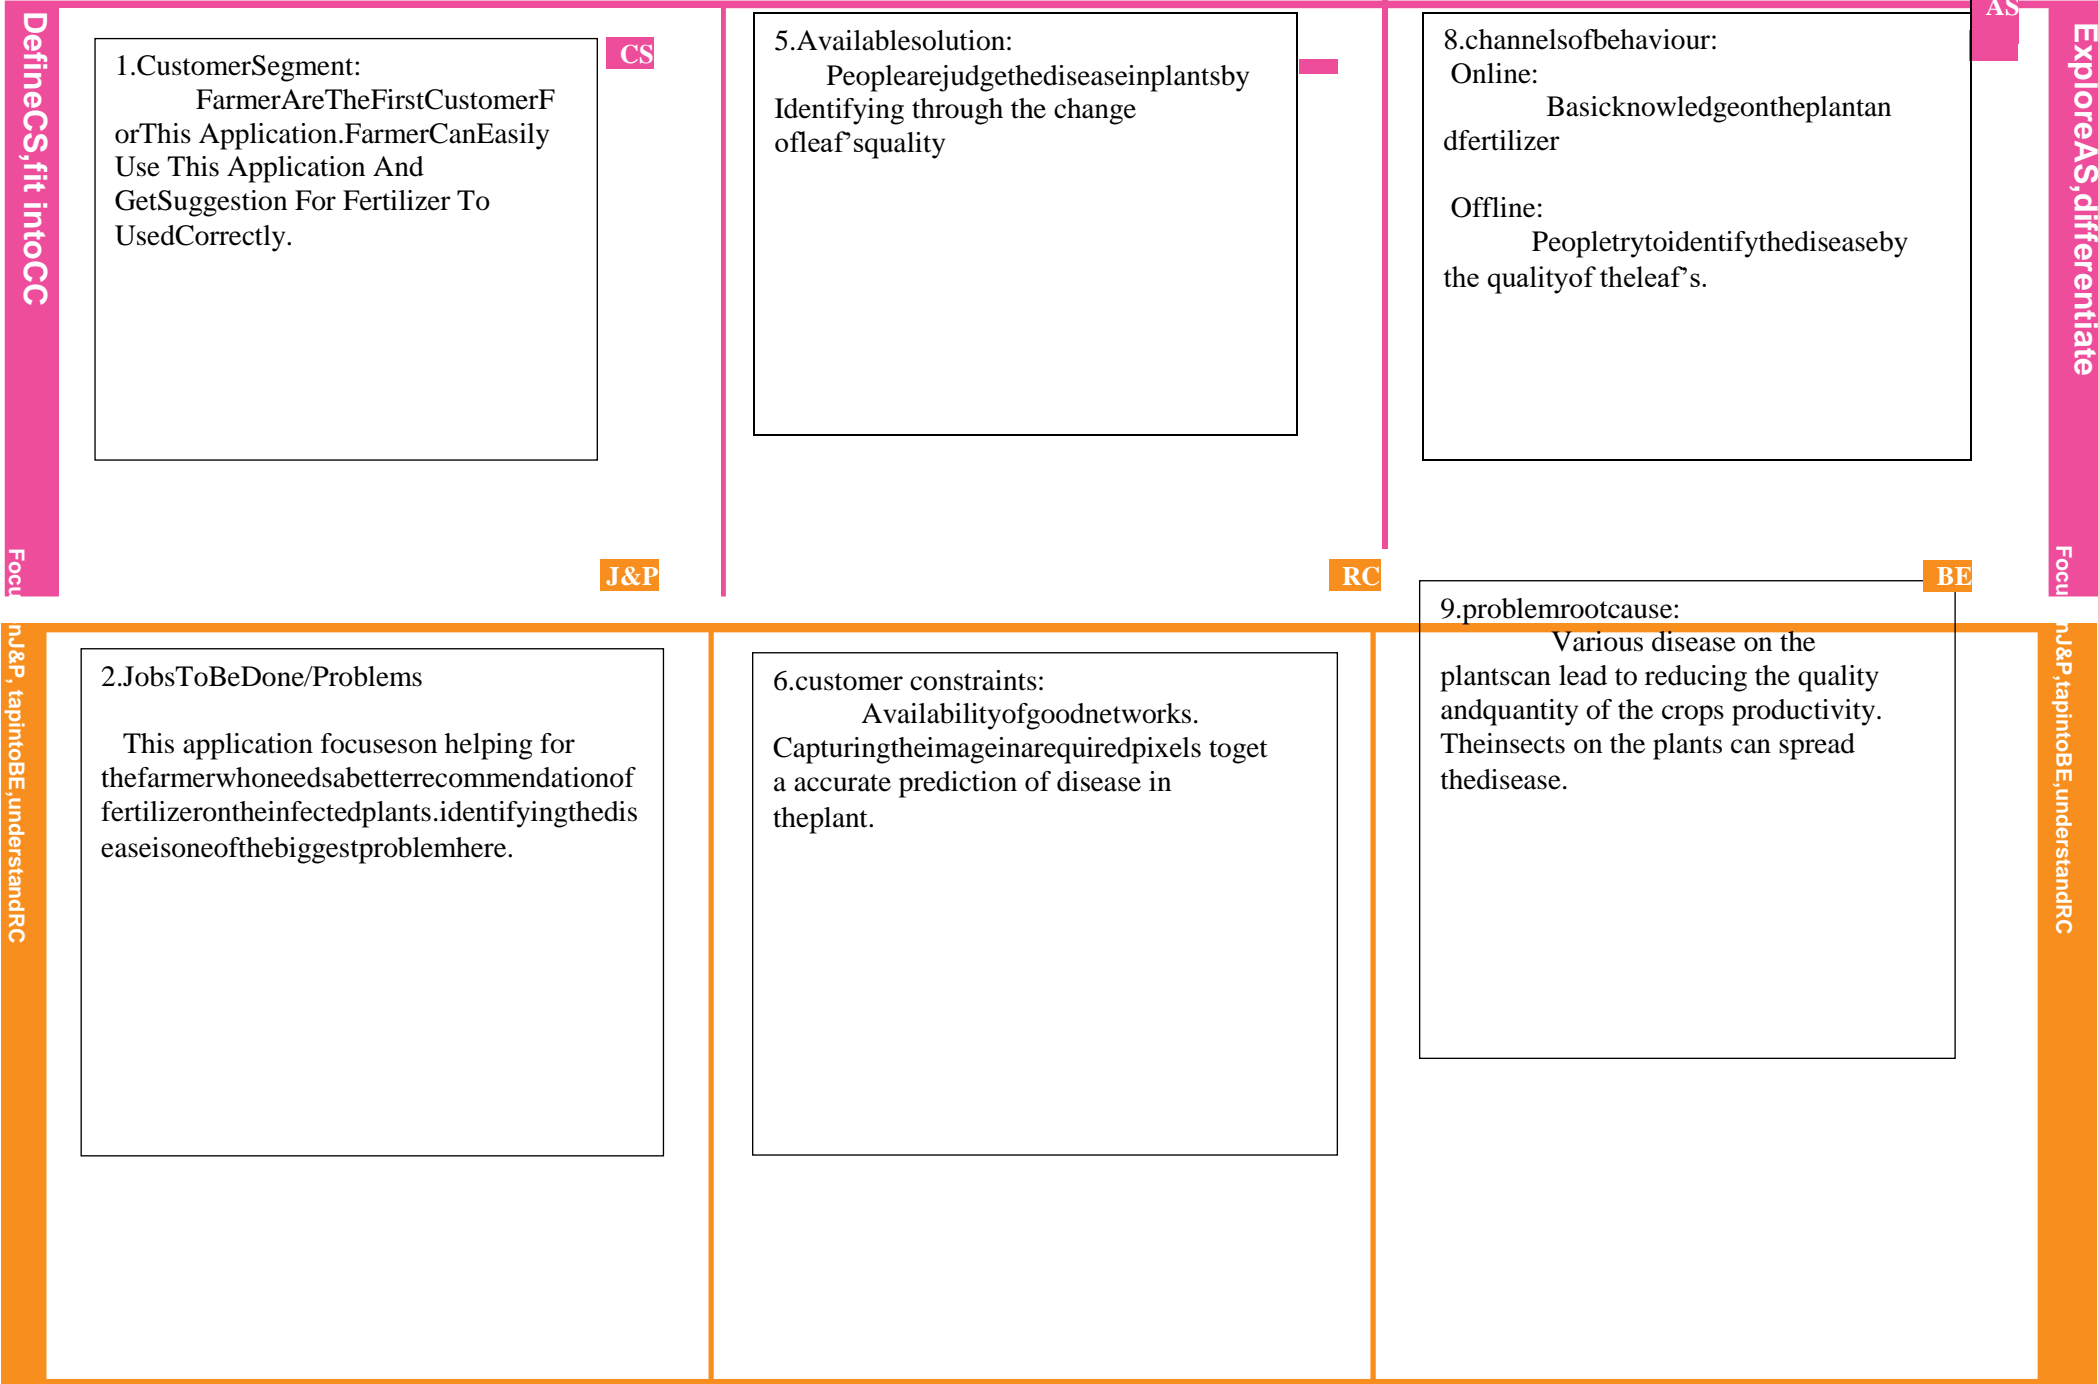 DefineCS,fit intoCC
CS
1.CustomerSegment:
FarmerAreTheFirstCustomerF
orThis Application.FarmerCanEasily
Use This Application And
GetSuggestion For Fertilizer To
UsedCorrectly.
5.Availablesolution:
Peoplearejudgethediseaseinplantsby
Identifying through the change
ofleaf’squality
AS
8.channelsofbehaviour:
Online:
Basicknowledgeontheplantan
dfertilizer
Offline:
Peopletrytoidentifythediseaseby
the qualityof theleaf’s.
ExploreAS,differentiate
Focu
J&P
RC
BE
Focu
nJ&P, tapintoBE,understandRC
2.JobsToBeDone/Problems
This application focuseson helping for
thefarmerwhoneedsabetterrecommendationof
fertilizerontheinfectedplants.identifyingthedis
easeisoneofthebiggestproblemhere.
6.customer constraints:
Availabilityofgoodnetworks.
Capturingtheimageinarequiredpixels toget
a accurate prediction of disease in
theplant.
9.problemrootcause:
Various disease on the
plantscan lead to reducing the quality
andquantity of the crops productivity.
Theinsects on the plants can spread
thedisease.
nJ&P,tapintoBE,understandRC